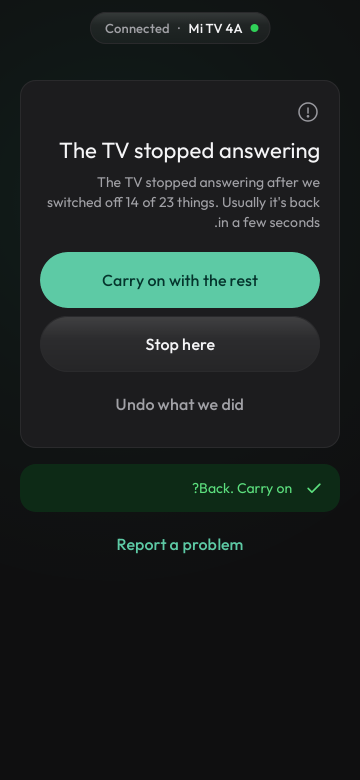 Connected · Mi TV 4A
The TV stopped answering
The TV stopped answering after we
switched off 14 of 23 things. Usually it's back
.in a few seconds
Carry on with the rest
Stop here
Undo what we did
?Back. Carry on
Report a problem